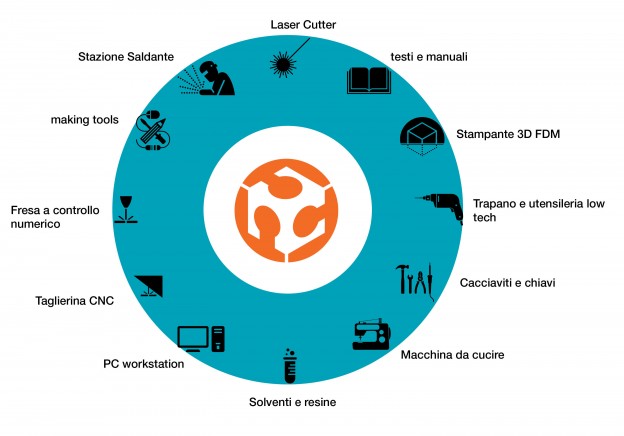 Laser Cutter
testi e manuali
Stampante 3D FDM
Trapano e utensileria low
tech
Cacciaviti e chiavi
Macchina da cucire
Solventi e resine
PC workstation
Taglierina CNC
Fresa a controllo
numerico
making tools
Stazione Saldante